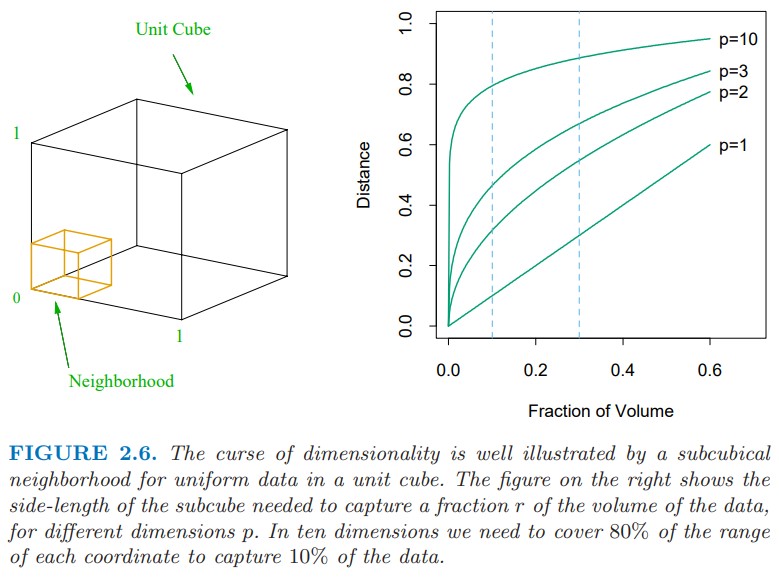 Unit Cube
1
0
1
Neighborhood
1.0
0.8
0.6
0.4
0.2
0.0
Distance
p=10
p=3
p=2
p=1
0.0 0.2 0.4 0.6
Fraction of Volume
FIGURE 2.6. The curse of dimensionality is well illustrated by a subcubical
neighborhood for uniform data in a unit cube. The figure on the right shows the
side-length of the subcube needed to capture a fraction r of the volume of the data,
for different dimensions p. In ten dimensions we need to cover 80% of the range
of each coordinate to capture 10% of the data.